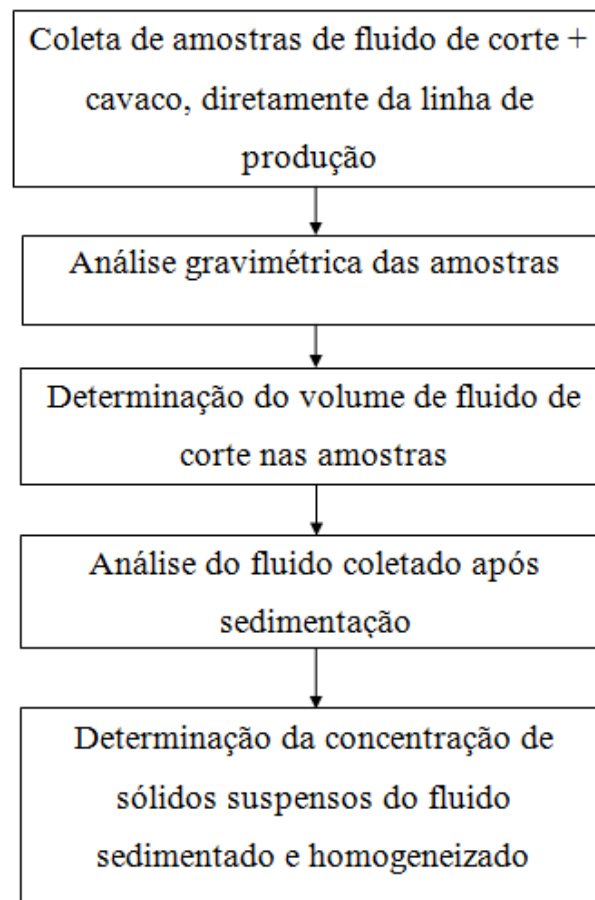 Coleta de amostras de fluido de corte +
cavaco, diretamente da linha de
produção
Análise gravimétrica das amostras
Determinação do volume de fluido de
corte nas amostras
Análise do fluido coletado após
sedimentação
Determinação da concentração de
sólidos suspensos do fluido
sedimentado e homogeneizado